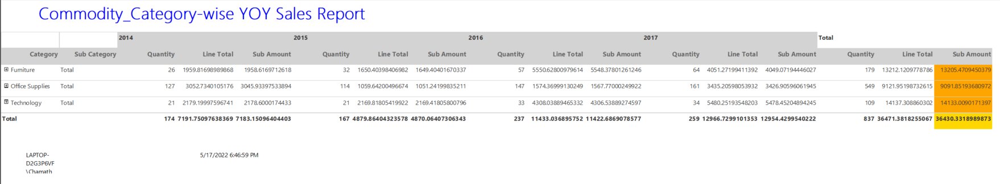 Commodity_Category-wise YOY Sales Report
2014 2015 2016 2017 Total
Category Sub Category Quantity Line Total Sub Amount Quantity Line Total Sub Amount Quantity Line Total Sub Amount Quantity Line Total Sub Amount Quantity Line Total Sub Amount
Furniture Total 26 1959.81698989868 1958.6169712618 32 1650.40398406982 1649.40401670337 57 5550.62800979614 5548.37801261246 64 4051.27199411392 4049.07194446027 179 13212.1209778786 13205.4709450379
Office Supplies Total 127 3052.7340105176 3045.93397533894 114 1059.64200496674 1051.24199835211 147 1574.36999130249 1567.77000249922 161 3435.20598053932 3426.90596061945 549 9121.95198732615 9091.85193680972
Technology Total 21 2179.19997596741 2178.6000174433 21 2169.81805419922 2169.41805800796 33 4308.03889465332 4306.53889274597 34 5480.25193548203 5478.45204894245 109 14137.308860302 14133.0090171397
Total 174 7191.75097638369 7183.15096404403 167 4879.86404323578 4870.06407306343 237 11433.036895752 11422.6869078577 259 12966.7299101353 12954.4299540222 837 36471.3818255067 36430.3318989873
LAPTOP- 5/17/2022 6:46:59 PM
D2G3P6VF
\Chamath